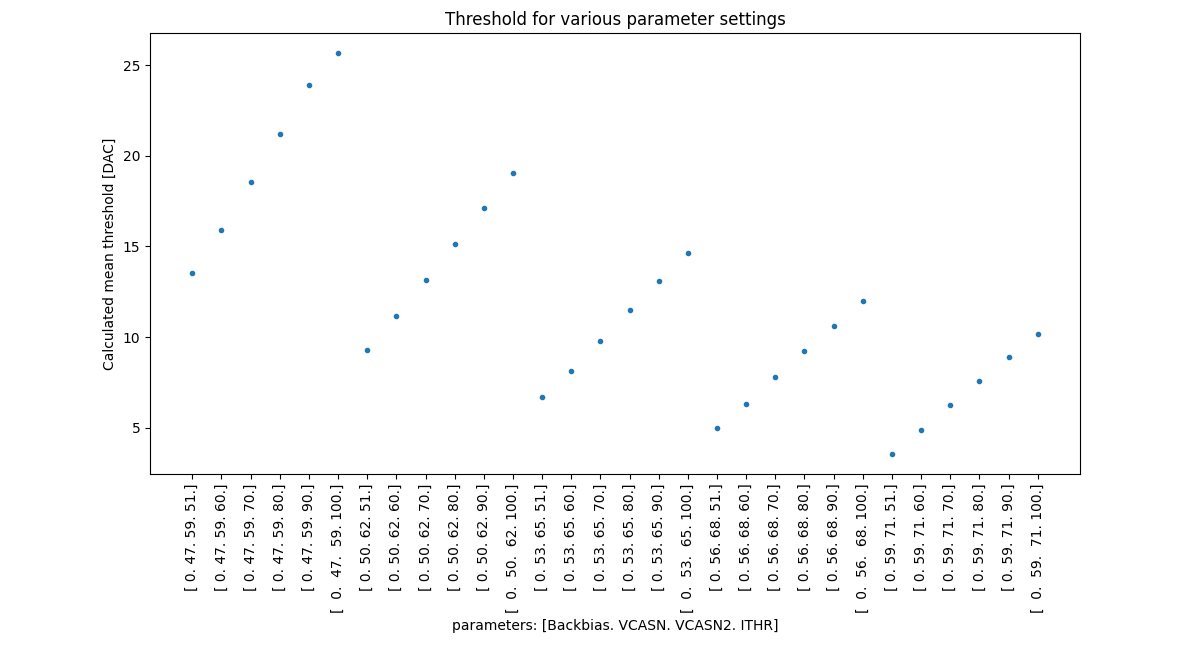 Threshold for various parameter settings
Calculated mean threshold [DAC]
25
20
15
10
5
[ 0. 47. 59. 51.]
[ 0. 47. 59. 60.]
[ 0. 47. 59. 70.]
[ 0. 47. 59. 80.]
[ 0. 47. 59. 90.]
[  0.  47.  59. 100.]
[ 0. 50. 62. 51.]
[ 0. 50. 62. 60.]
[ 0. 50. 62. 70.]
[ 0. 50. 62. 80.]
[ 0. 50. 62. 90.]
[  0.  50.  62. 100.]
[ 0. 53. 65. 51.]
[ 0. 53. 65. 60.]
[ 0. 53. 65. 70.]
[ 0. 53. 65. 80.]
[ 0. 53. 65. 90.]
[  0.  53.  65. 100.]
[ 0. 56. 68. 51.]
[ 0. 56. 68. 60.]
[ 0. 56. 68. 70.]
[ 0. 56. 68. 80.]
[ 0. 56. 68. 90.]
[  0.  56.  68. 100.]
[ 0. 59. 71. 51.]
[ 0. 59. 71. 60.]
[ 0. 59. 71. 70.]
[ 0. 59. 71. 80.]
[ 0. 59. 71. 90.]
[  0.  59.  71. 100.]
parameters: [Backbias. VCASN. VCASN2. ITHR]